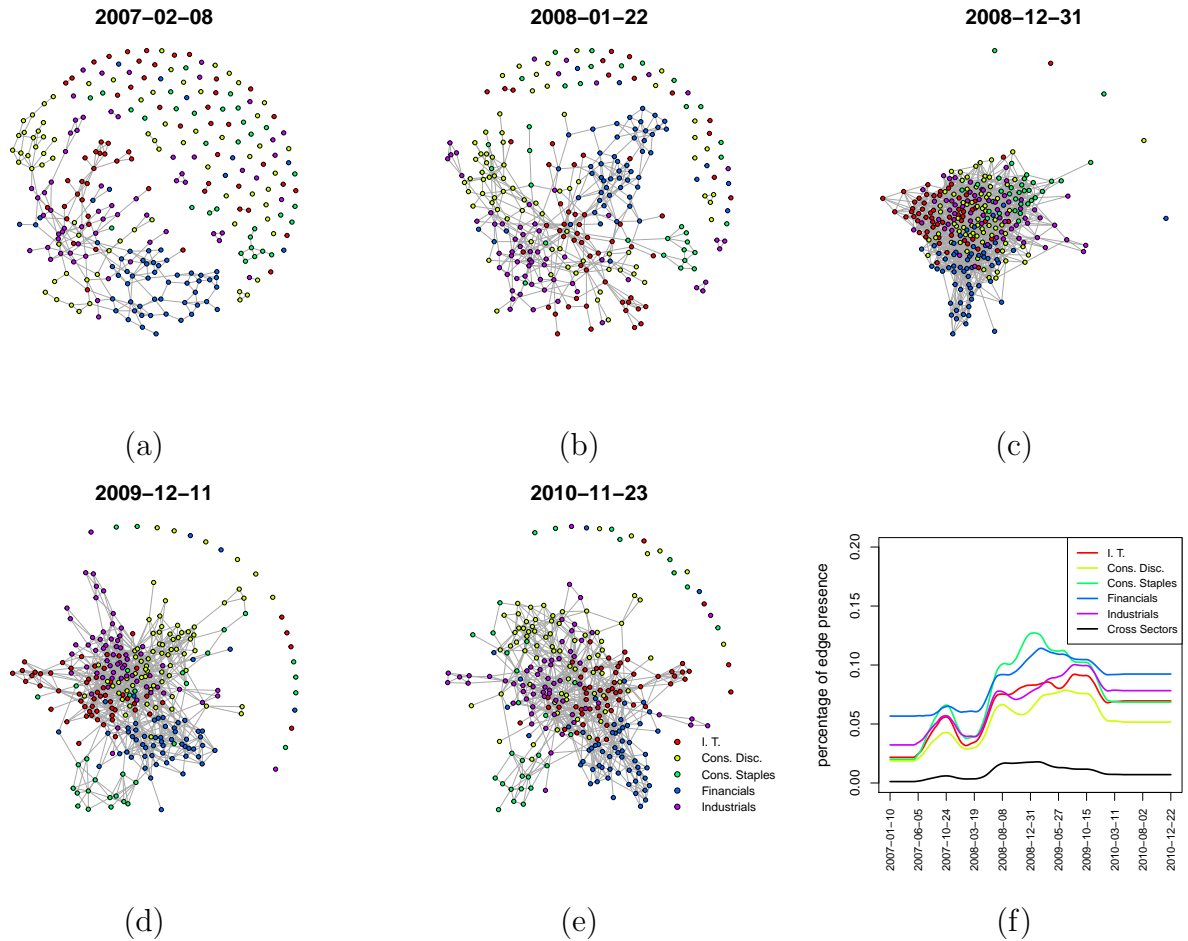 2007−02−08
2008−01−22
2008−12−31
(a)
(b)
(c)
2009−12−11
2010−11−23
I. T.
Cons. Disc.
Cons. Staples
Financials
Industrials
percentage of edge presence
0.00
0.05
0.10
0.15
0.20
I. T.
Cons. Disc.
Cons. Staples
Financials
Industrials
Cross Sectors
2007−01−10
2007−06−05
2007−10−24
2008−03−19
2008−08−08
2008−12−31
2009−05−27
2009−10−15
2010−03−11
2010−08−02
2010−12−22
(d)
(e)
(f)